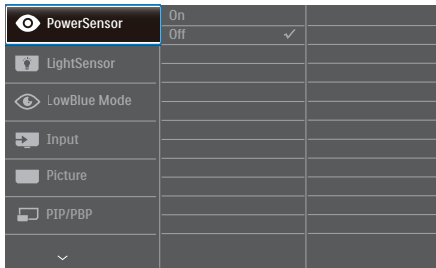 PowerSensor
On
Off
LightSensor
LowBlue Mode
Input
Picture
PIP/PBP